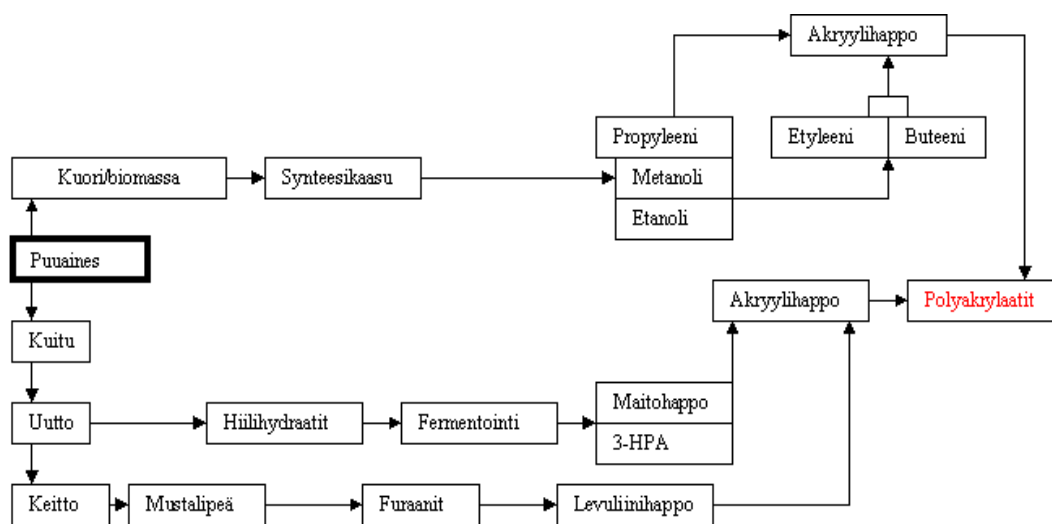 Akryylihappo
Propyleeni
Etyleeni
Buteeni
Kuori/biomassa
Synteesikaasu
Metanoli
Etanoli
Puuaines
Akryylihappo
Polyakrylaatit
Kuitu
Uutto
Hiilihydraatit
Fermentointi
Maitohappo
3-HPA
Keitto
Mustalipeä
Furaanit
Levuliinihappo